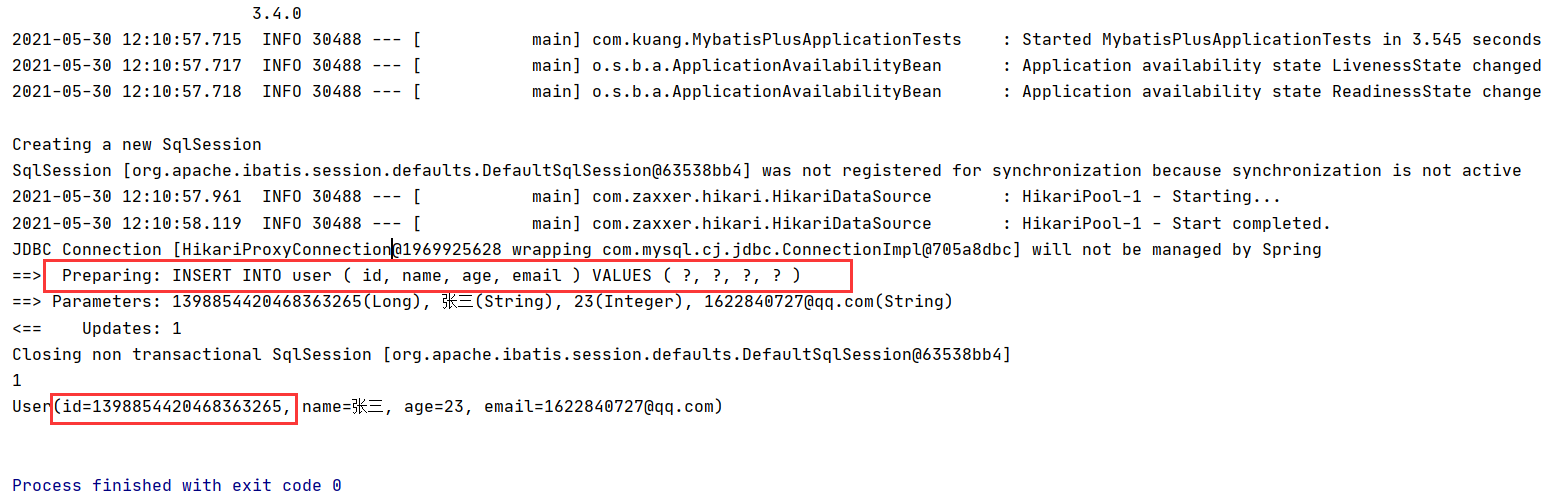 3.4.0
2021-05-30 12:10:57.715  INFO 30488 --- [           main] com.kuang.MybatisPlusApplicationTests    : Started MybatisPlusApplicationTests in 3.545 seconds
2021-05-30 12:10:57.717  INFO 30488 --- [           main] o.s.b.a.ApplicationAvailabilityBean      : Application availability state LivenessState changed
2021-05-30 12:10:57.718  INFO 30488 --- [           main] o.s.b.a.ApplicationAvailabilityBean      : Application availability state ReadinessState change
Creating a new SqlSession
SqlSession [org.apache.ibatis.session.defaults.DefaultSqlSession@63538bb4] was not registered for synchronization because synchronization is not active
2021-05-30 12:10:57.961  INFO 30488 --- [           main] com.zaxxer.hikari.HikariDataSource       : HikariPool-1 - Starting...
2021-05-30 12:10:58.119  INFO 30488 --- [           main] com.zaxxer.hikari.HikariDataSource       : HikariPool-1 - Start completed.
JDBC Connection [HikariProxyConnection@1969925628 wrapping com.mysql.cj.jdbc.ConnectionImpl@705a8dbc] will not be managed by Spring
==>  Preparing: INSERT INTO user ( id, name, age, email ) VALUES ( ?, ?, ?, ? )
==> Parameters: 1398854420468363265(Long), 张三(String), 23(Integer), 1622840727@qq.com(String)
<==    Updates: 1
Closing non transactional SqlSession [org.apache.ibatis.session.defaults.DefaultSqlSession@63538bb4]
1
User(id=1398854420468363265, name=张三, age=23, email=1622840727@qq.com)
Process finished with exit code 0